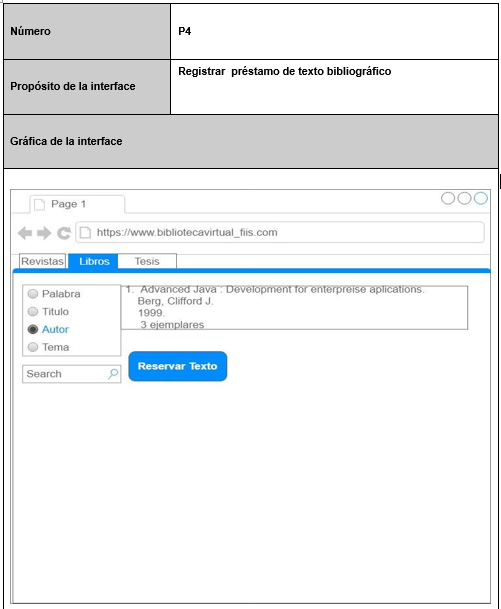 Número
P4
Propósito de la interface
Registrar préstamo de texto bibliográfico
Gráfica de la interface
Page 1
https://www.bibliotecavirtual_fiis.com
Revistas
Libros
Tesis
Palabra
Titulo
Autor
Tema
Search
1. Advanced Java : Development for enterpreise aplications.
Berg, Clifford J.
1999.
3 ejemplares
Reservar Texto